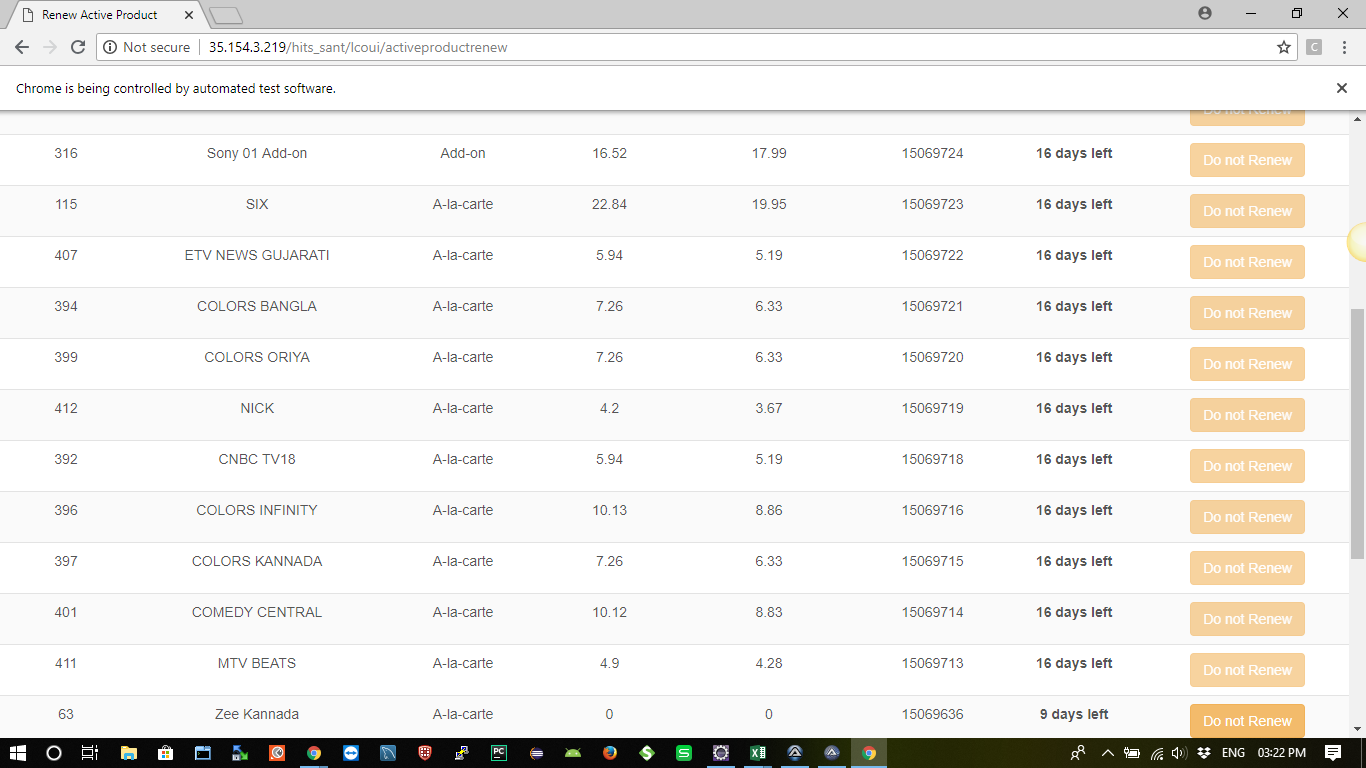 Renew Active Product
Not secure 35.154.3.219/hits_sant/lcoui/activeproductrenew
C
Chrome is being controlled by automated test software.
Do not Renew
316 Sony 01 Add-on Add-on 16.52 17.99 15069724 16 days left Do not Renew
115 SIX A-la-carte 22.84 19.95 15069723 16 days left Do not Renew
407 ETV NEWS GUJARATI A-la-carte 5.94 5.19 15069722 16 days left Do not Renew
394 COLORS BANGLA A-la-carte 7.26 6.33 15069721 16 days left Do not Renew
399 COLORS ORIYA A-la-carte 7.26 6.33 15069720 16 days left Do not Renew
412 NICK A-la-carte 4.2 3.67 15069719 16 days left Do not Renew
392 CNBC TV18 A-la-carte 5.94 5.19 15069718 16 days left Do not Renew
396 COLORS INFINITY A-la-carte 10.13 8.86 15069716 16 days left Do not Renew
397 COLORS KANNADA A-la-carte 7.26 6.33 15069715 16 days left Do not Renew
401 COMEDY CENTRAL A-la-carte 10.12 8.83 15069714 16 days left Do not Renew
411 MTV BEATS A-la-carte 4.9 4.28 15069713 16 days left Do not Renew
63 Zee Kannada A-la-carte 0 0 15069636 9 days left Do not Renew
PC ENG 03:22 PM